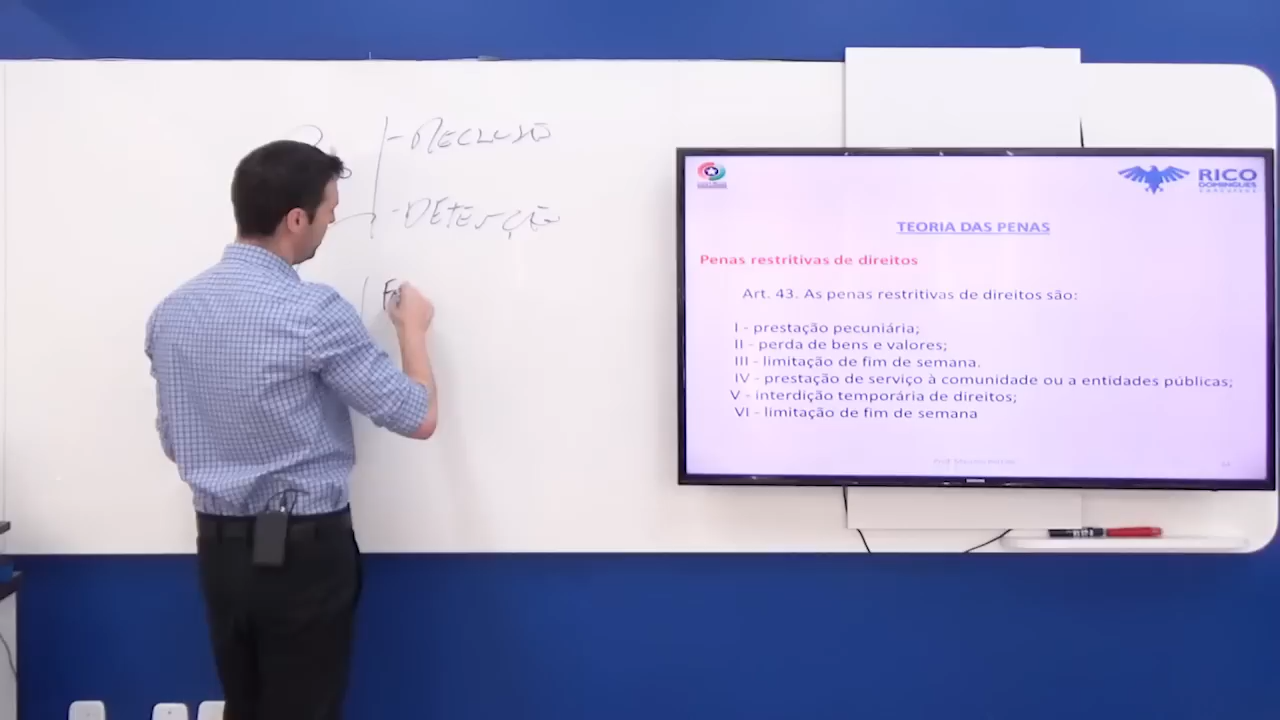 - RECLUSÃO
- DETENÇÃO
RICO
DOMINGUES
TEORIA DAS PENAS
Penas restritivas de direitos
Art. 43. As penas restritivas de direitos são:
I - prestação pecuniária;
II - perda de bens e valores;
III - limitação de fim de semana.
IV - prestação de serviço à comunidade ou a entidades públicas;
V - interdição temporária de direitos;
VI - limitação de fim de semana